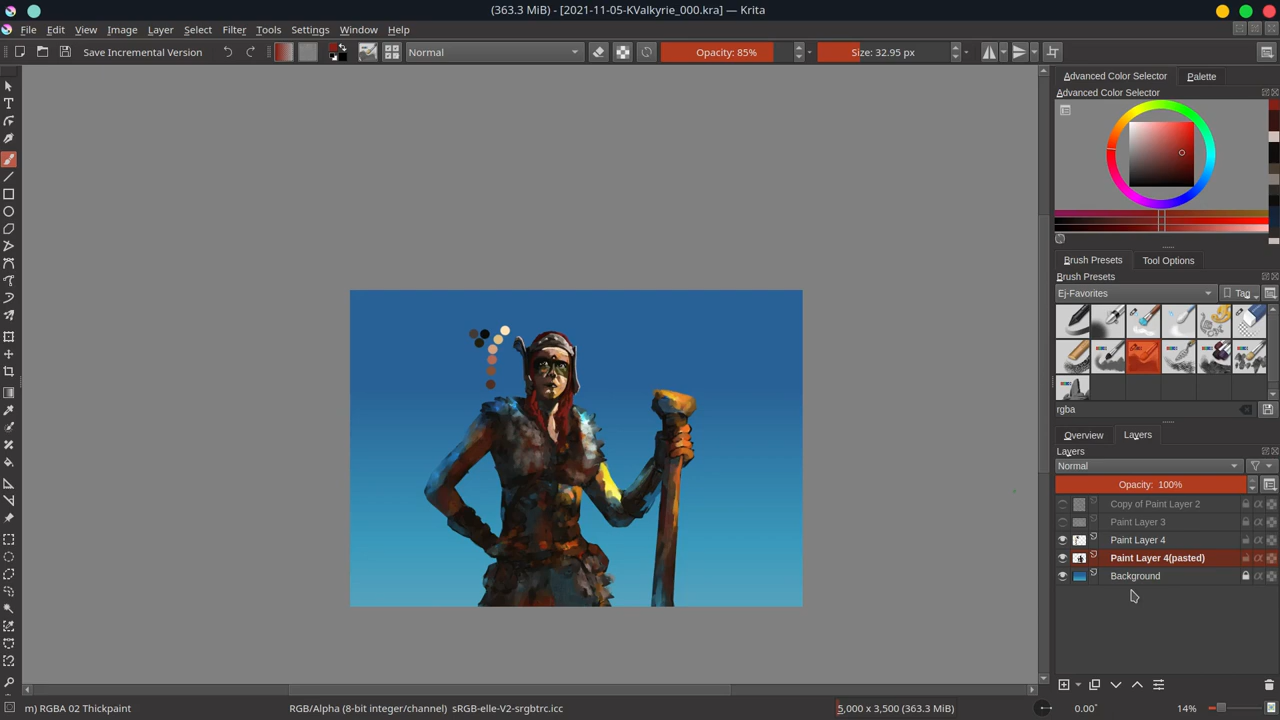 (363.3 MiB) - [2021-11-05-KValkyrie_000.kra] — Krita
File Edit View Image Layer Select Filter Tools Settings Window Help
Save Incremental Version Normal Opacity: 85% Size: 32.95 px
Advanced Color Selector Palette
Advanced Color Selector
Brush Presets Tool Options
Brush Presets
Ej-Favorites Tag
rgba
Overview Layers
Layers
Normal
Opacity: 100%
Copy of Paint Layer 2
Paint Layer 3
Paint Layer 4
Paint Layer 4(pasted)
Background
m) RGBA 02 Thickpaint RGB/Alpha (8-bit integer/channel) sRGB-elle-V2-srgbtrc.icc 5,000 x 3,500 (363.3 MiB) 0.00° 14%